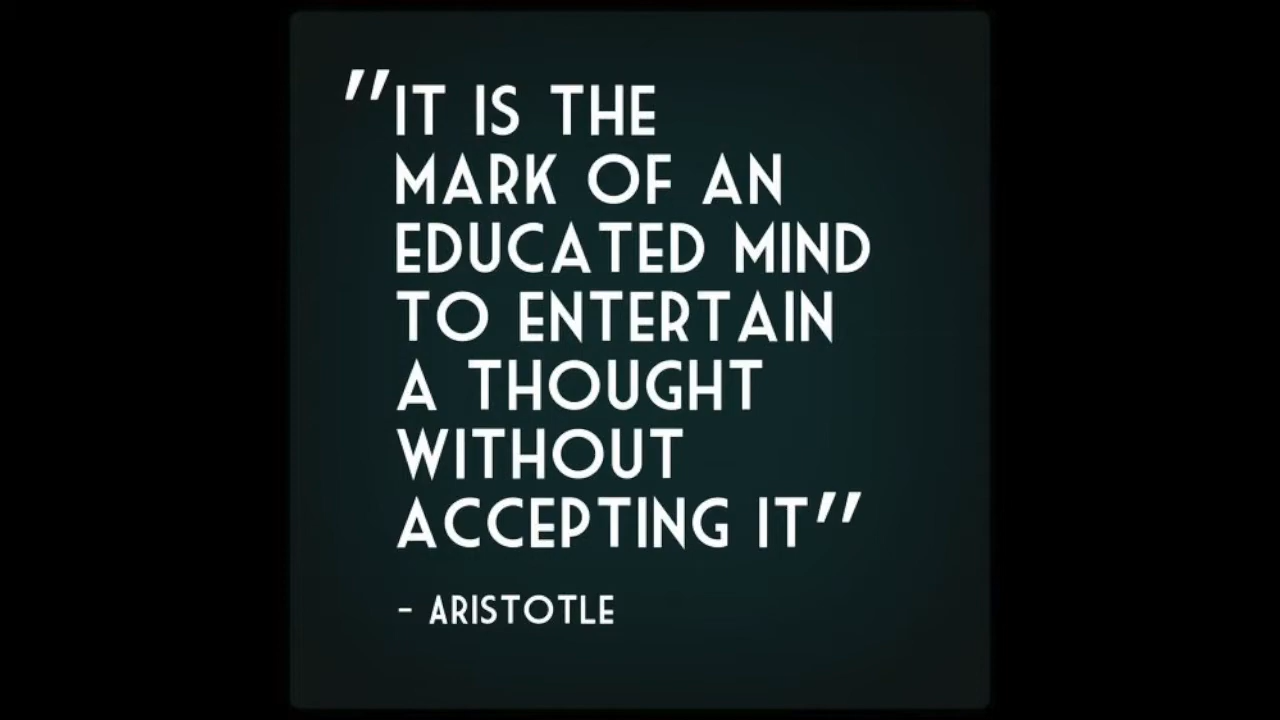 "IT IS THE
MARK OF AN
EDUCATED MIND
TO ENTERTAIN
A THOUGHT
WITHOUT
ACCEPTING IT"
- ARISTOTLE